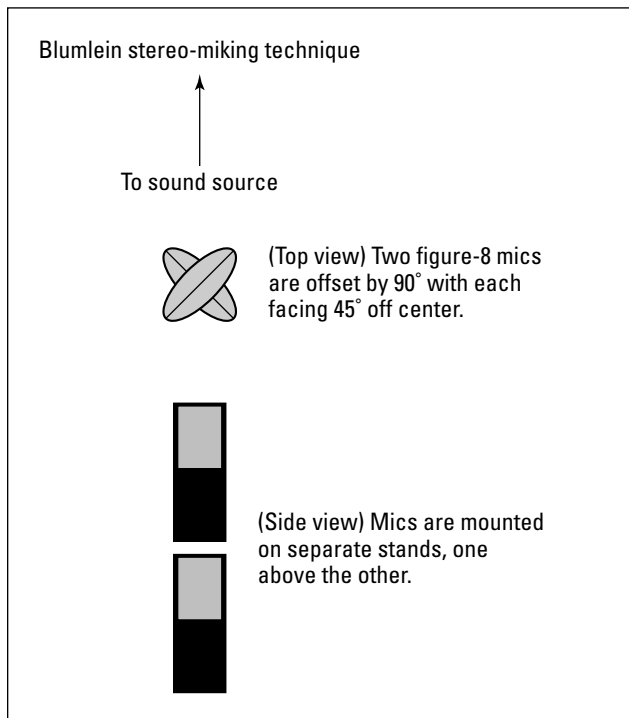 Blumlein stereo-miking technique
To sound source
(Top view) Two figure-8 mics
are offset by 90˚ with each
facing 45˚ off center.
(Side view) Mics are mounted
on separate stands, one
above the other.